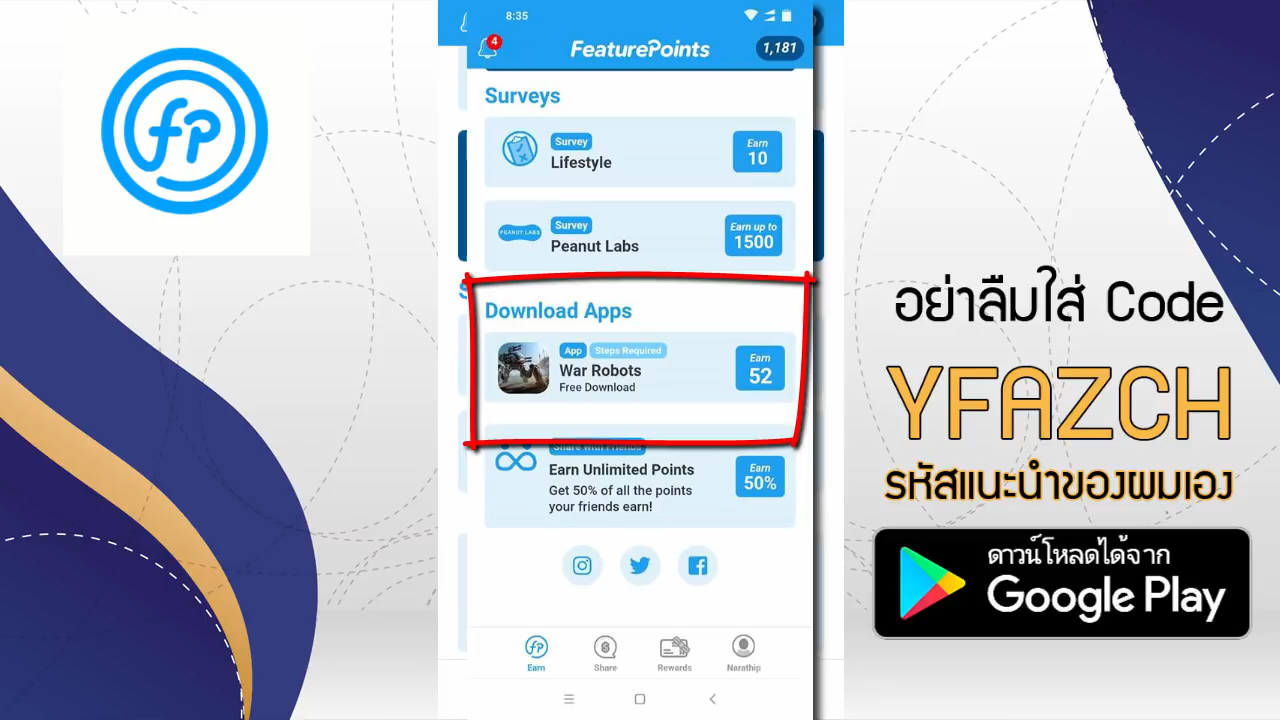 fp
8:35
4
FeaturePoints
1,181
Surveys
Survey
Lifestyle
Earn
10
PEANUT LABS
Survey
Peanut Labs
Earn up to
1500
Download Apps
App Steps Required
War Robots
Free Download
Earn
52
Share with Friends
Earn Unlimited Points
Get 50% of all the points
your friends earn!
Earn
50%
fp
Earn
Share
Rewards
Narathip
อย่าลืมใส่ Code
YFAZCH
รหัสแนะนำของผมเอง
ดาวน์โหลดได้จาก
Google Play